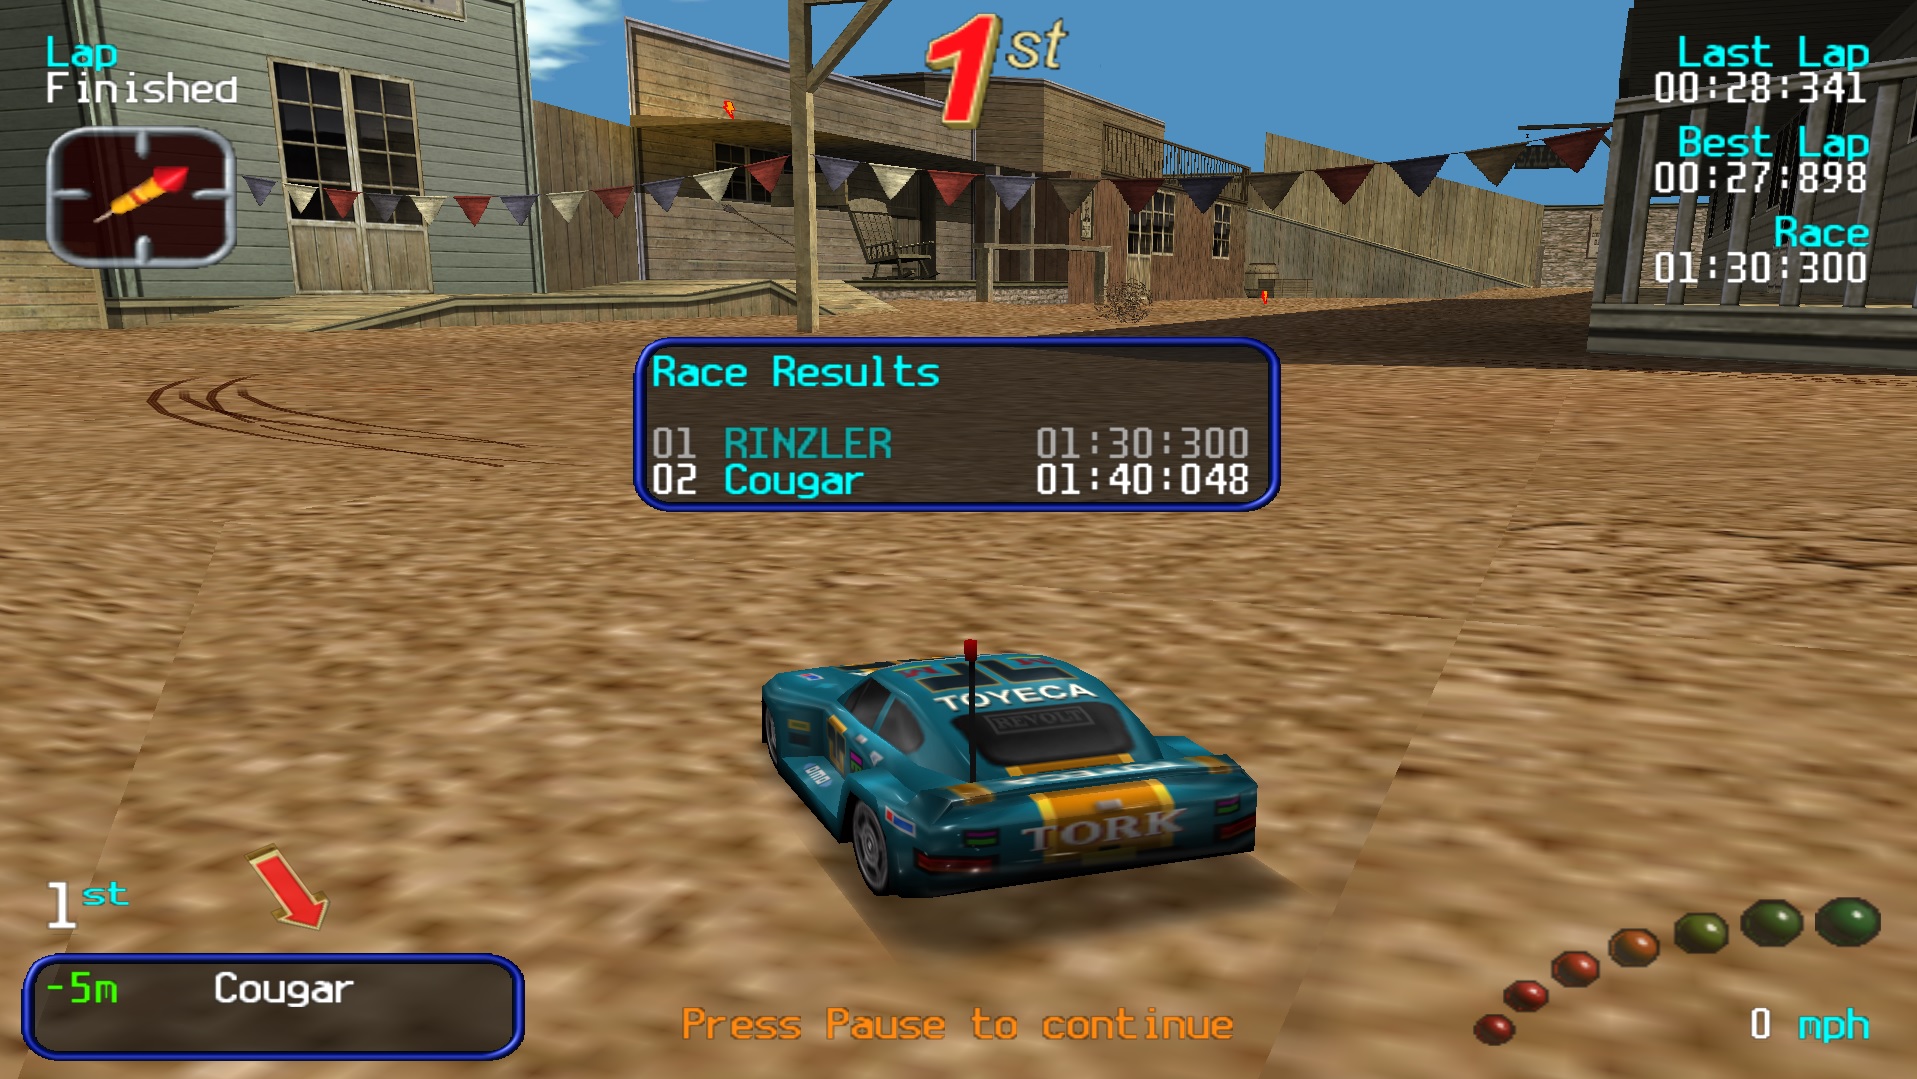 Lap
Finished
1st
Last Lap
00:28:341
Best Lap
00:27:898
Race
01:30:300
Race Results
01 RINZLER 01:30:300
02 Cougar 01:40:048
TOYECA
REVOLT
TORK
1st
-5m Cougar
Press Pause to continue
0 mph